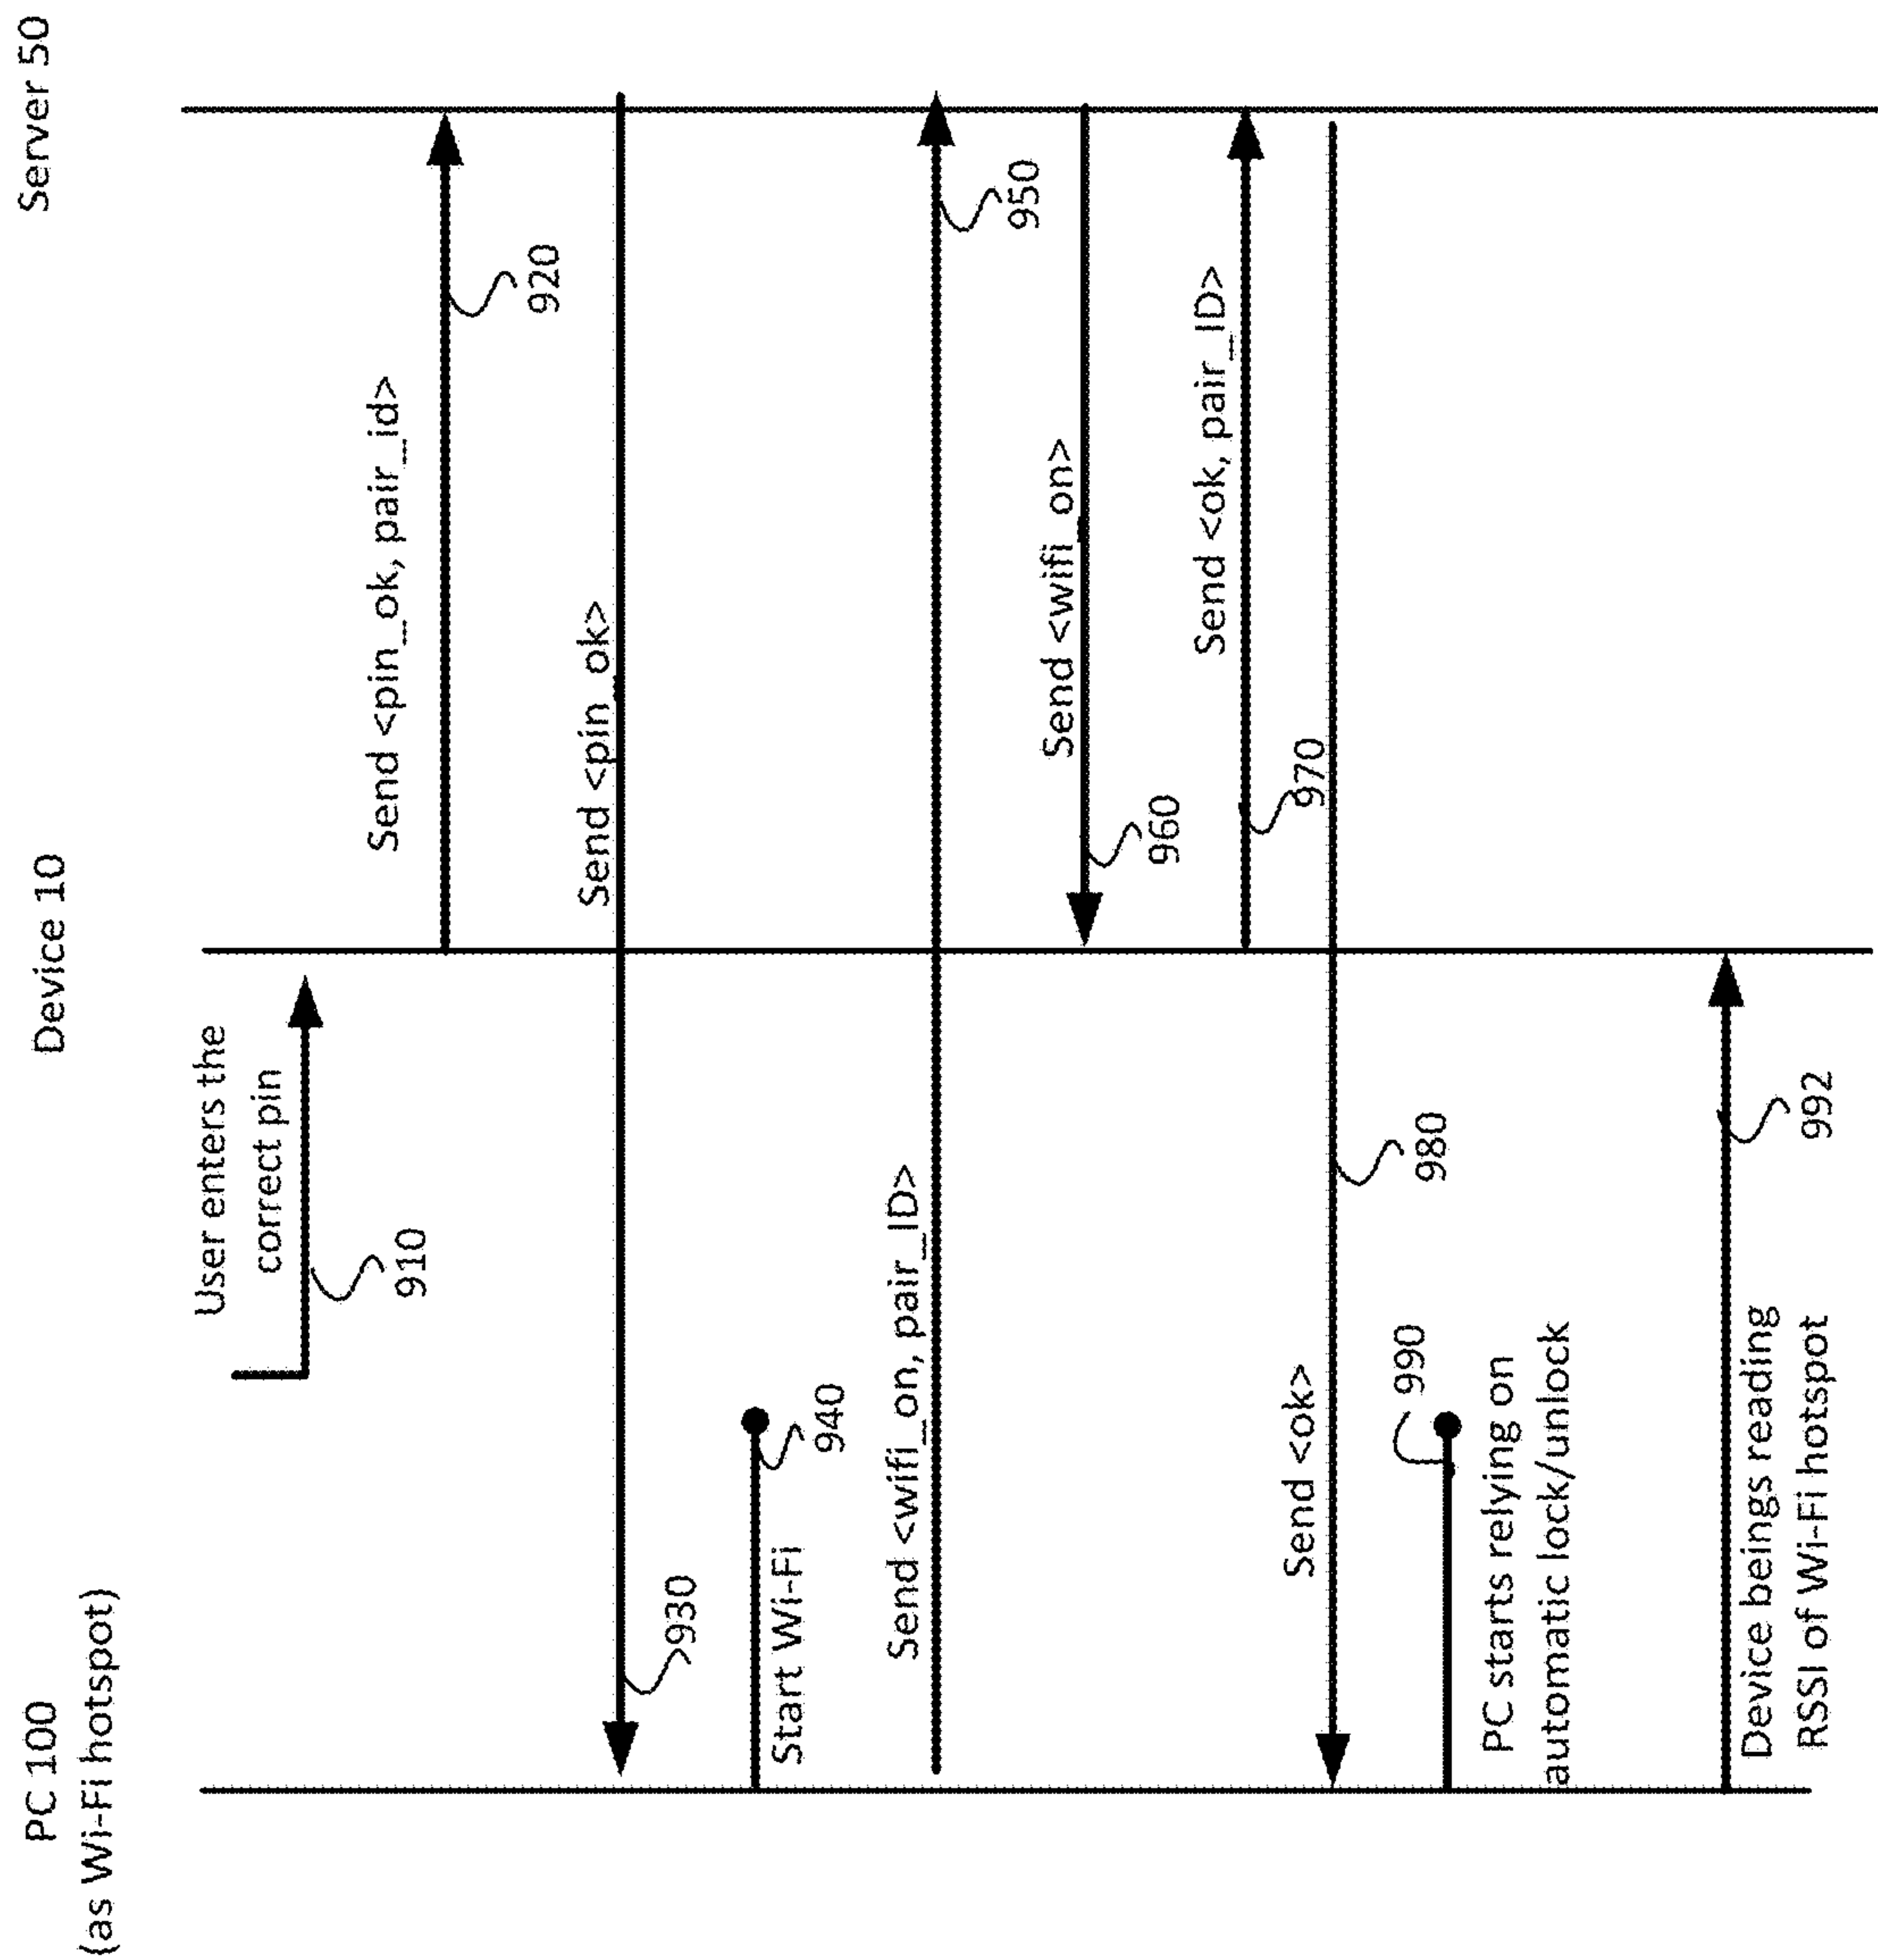 PC 100
(as Wi-Fi hotspot)
Device 10
Server 50
User enters the
correct pin
910
Send <pin_ok, pair_id>
920
Send <pin_ok>
930
Start Wi-Fi
940
Send <wifi_on, pair_ID>
950
Send <wifi_on>
960
Send <ok, pair_ID>
970
Send <ok>
980
990
PC starts relying on
automatic lock/unlock
992
Device beings reading
RSSI of Wi-Fi hotspot